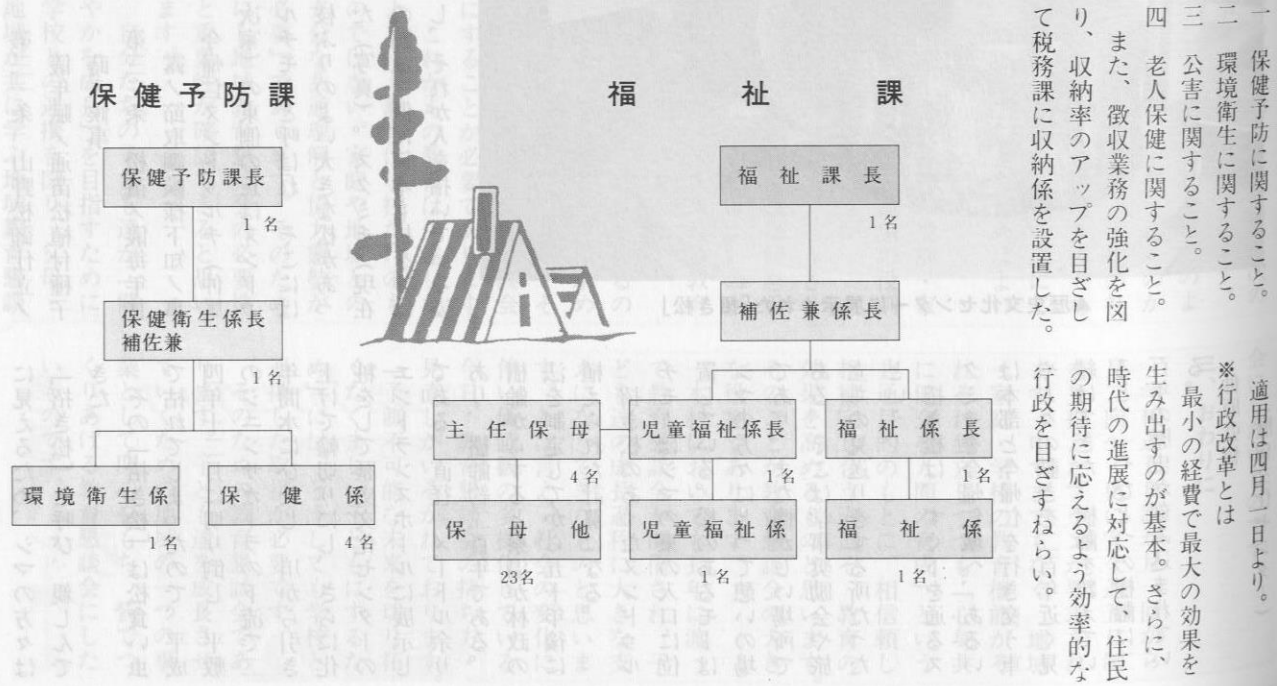 一　保健予防に関すること。
二　環境衛生に関すること。
三　公害に関すること。
四　老人保健に関すること。
また、徴収業務の強化を図
り、収納率のアップを目ざし
て税務課に収納係を設置した。
適用は四月一日より。
※行政改革とは
最小の経費で最大の効果を
生み出すのが基本。さらに、
時代の進展に対応して、住民
の期待に応えるよう効率的な
行政を目ざすねらい。
福祉課
福祉課長
1名
補佐兼係長
福祉係長
1名
児童福祉係長
1名
主任保母
4名
福祉係
1名
児童福祉係
1名
保母他
23名
保健予防課
保健予防課長
1名
保健衛生係長
補佐兼
1名
保健係
4名
環境衛生係
1名